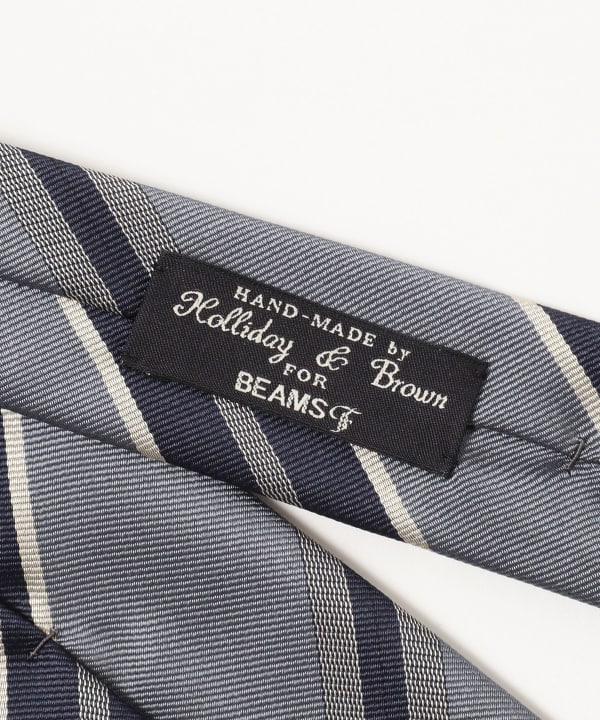 HAND-MADE by
Holliday & Brown
FOR
BEAMS F